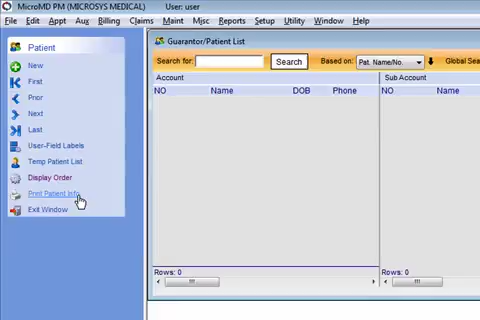 MicroMD PM (MICROSYS MEDICAL) User: user
File Edit Appt Aux Billing Claims Maint Misc Reports Security Utility Window Help
Patient
New
First
Prior
Next
Last
User-Field Labels
Temp Patient List
Display Order
Print Patient Info
Exit Window
Guarantor/Patient List
Search for: Search Based on: Pat. Name/No. Global Sea
Account Sub Account
NO Name DOB Phone NO Name
Rows: 0 Rows: 0